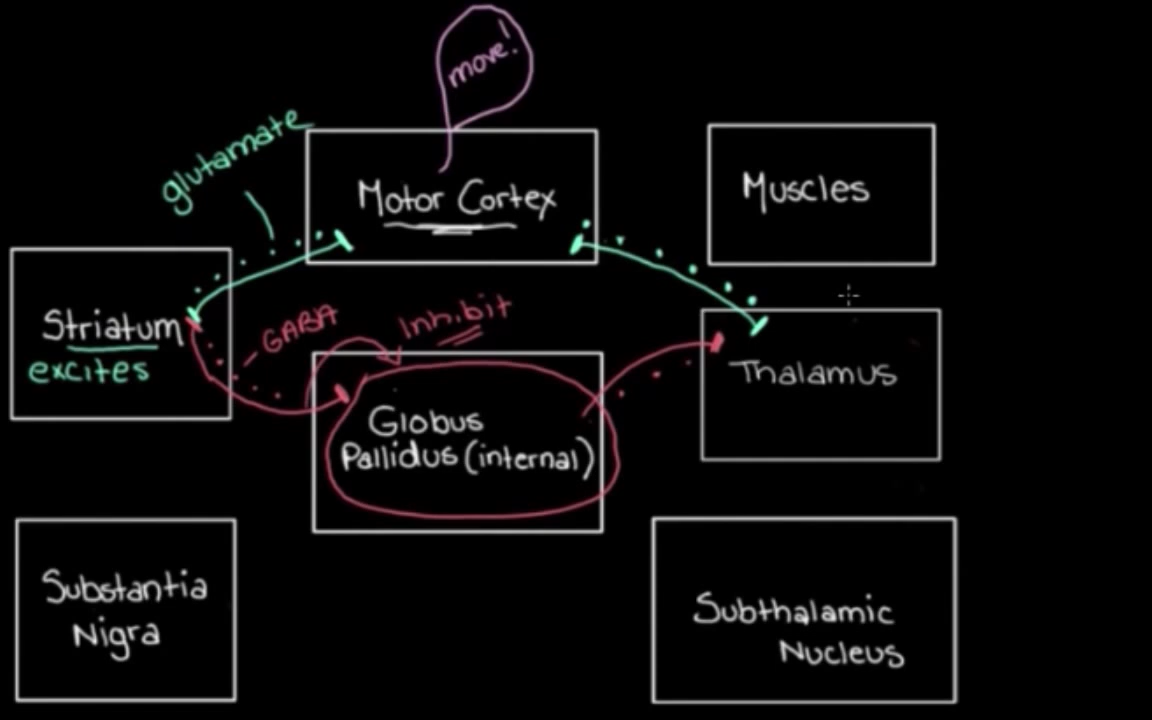 move!
glutamate
Motor Cortex
Muscles
Striatum
excites
GABA
Inhibit
Thalamus
Globus
Pallidus (internal)
Substantia
Nigra
Subthalamic
Nucleus